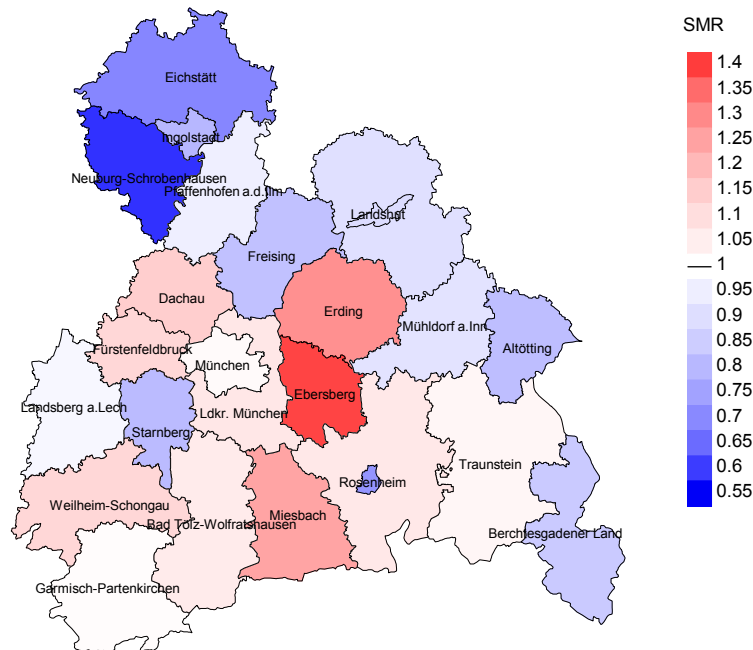 SMR
1.4
1.35
1.3
1.25
1.2
1.15
1.1
1.05
1
0.95
0.9
0.85
0.8
0.75
0.7
0.65
0.6
0.55
Eichstätt
Ingolstadt
Neuburg-Schrobenhausen
Pfaffenhofen a.d.Ilm
Landshut
Freising
Dachau
Erding
Mühldorf a.Inn
Altötting
Fürstenfeldbruck
München
Ebersberg
Landsberg a.Lech
Ldkr. München
Starnberg
Traunstein
Rosenheim
Weilheim-Schongau
Miesbach
Bad Tölz-Wolfratshausen
Berchtesgadener Land
Garmisch-Partenkirchen